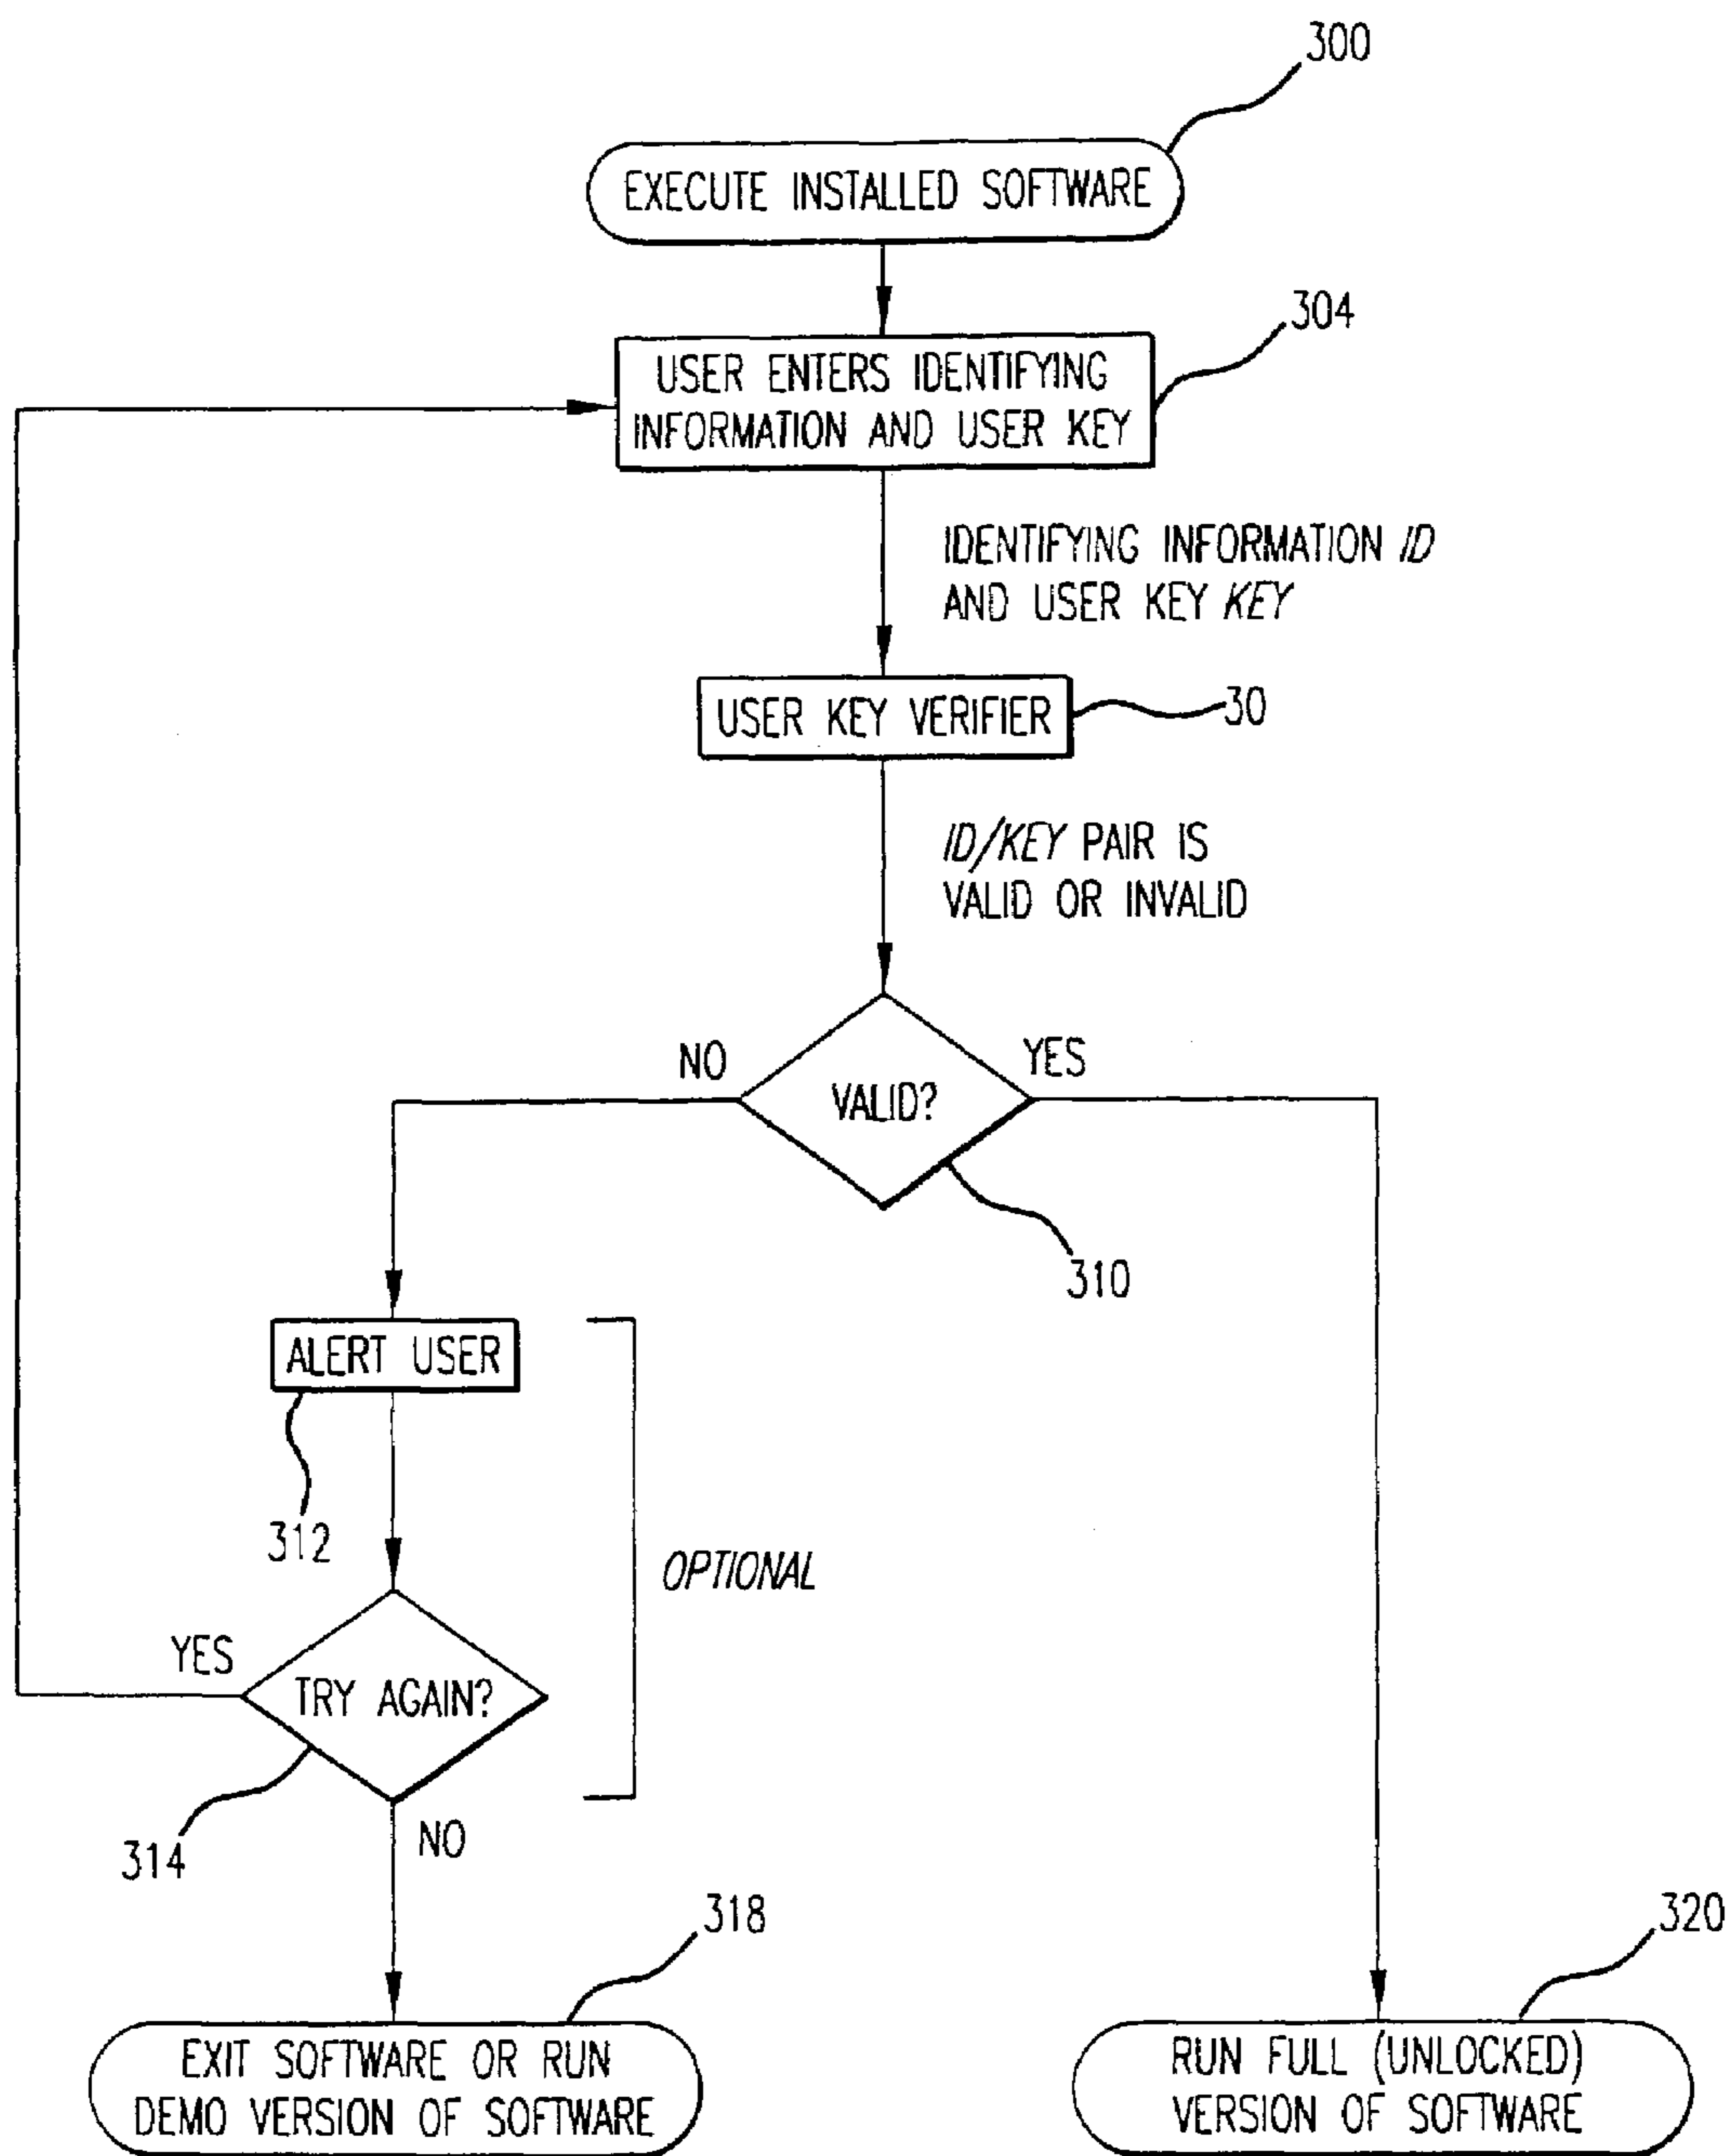 300
EXECUTE INSTALLED SOFTWARE
304
USER ENTERS IDENTIFYING
INFORMATION AND USER KEY
IDENTIFYING INFORMATION ID
AND USER KEY KEY
USER KEY VERIFIER
30
ID/KEY PAIR IS
VALID OR INVALID
NO
YES
VALID?
310
ALERT USER
312
OPTIONAL
YES
TRY AGAIN?
314
NO
318
320
EXIT SOFTWARE OR RUN
DEMO VERSION OF SOFTWARE
RUN FULL (UNLOCKED)
VERSION OF SOFTWARE